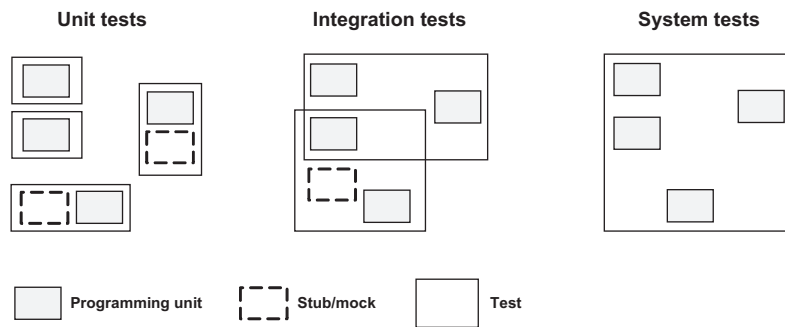 Unit tests
Integration tests
System tests
Programming unit
Stub/mock
Test